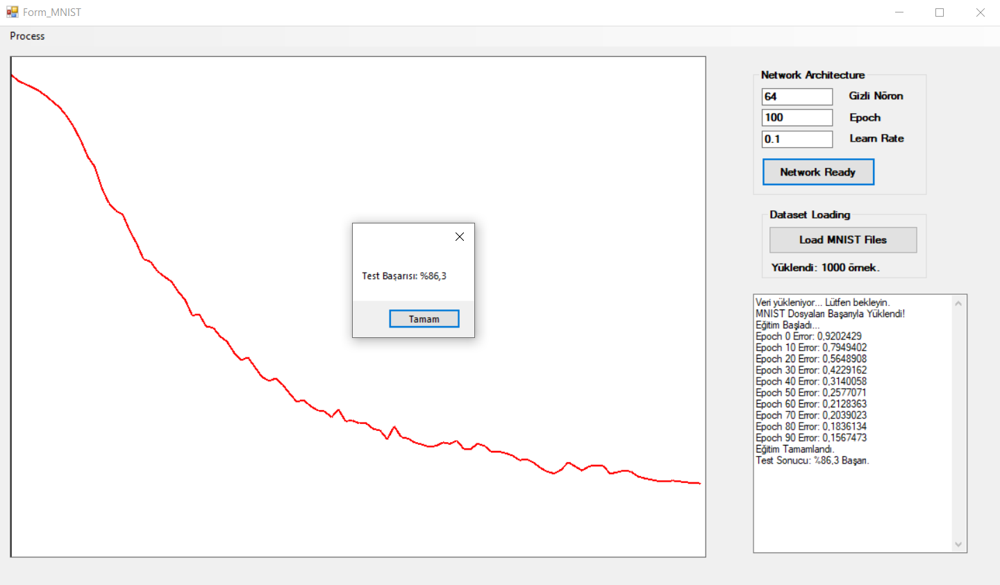 Form_MNIST
Process
Network Architecture
64 Gizli Nöron
100 Epoch
0.1 Learn Rate
Network Ready
Dataset Loading
Load MNIST Files
Yüklendi: 1000 örnek.
Test Başarısı: %86,3
Tamam
Veri yükleniyor... Lütfen bekleyin.
MNIST Dosyaları Başarıyla Yüklendi!
Eğitim Başladı...
Epoch 0 Error: 0,9202429
Epoch 10 Error: 0,7949402
Epoch 20 Error: 0,5648908
Epoch 30 Error: 0,4229162
Epoch 40 Error: 0,3140058
Epoch 50 Error: 0,2577071
Epoch 60 Error: 0,2128363
Epoch 70 Error: 0,2039023
Epoch 80 Error: 0,1836134
Epoch 90 Error: 0,1567473
Eğitim Tamamlandı.
Test Sonucu: %86,3 Başarı.